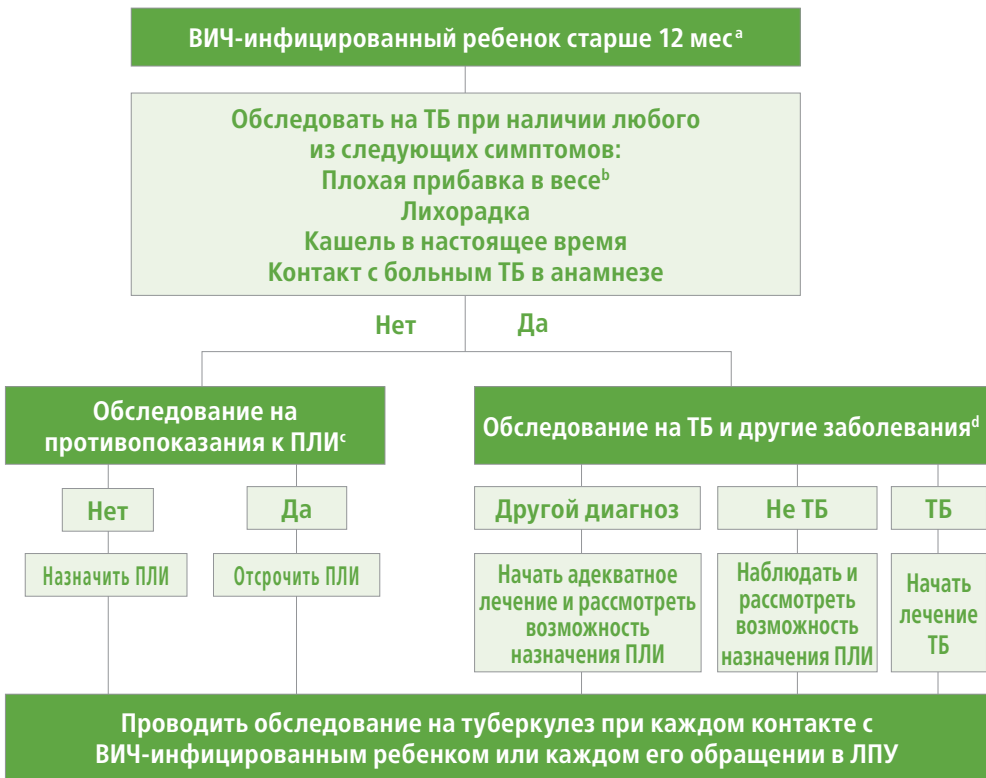 ВИЧ-инфицированный ребенок старше 12 мес a
Обследовать на ТБ при наличии любого
из следующих симптомов:
Плохая прибавка в весе b
Лихорадка
Кашель в настоящее время
Контакт с больным ТБ в анамнезе
Нет
Да
Обследование на
противопоказания к ПЛИ c
Обследование на ТБ и другие заболевания d
Нет
Да
Другой диагноз
Не ТБ
ТБ
Назначить ПЛИ
Отсрочить ПЛИ
Начать адекватное
лечение и рассмотреть
возможность
назначения ПЛИ
Наблюдать и
рассмотреть
возможность
назначения ПЛИ
Начать
лечение
ТБ
Проводить обследование на туберкулез при каждом контакте с
ВИЧ-инфицированным ребенком или каждом его обращении в ЛПУ